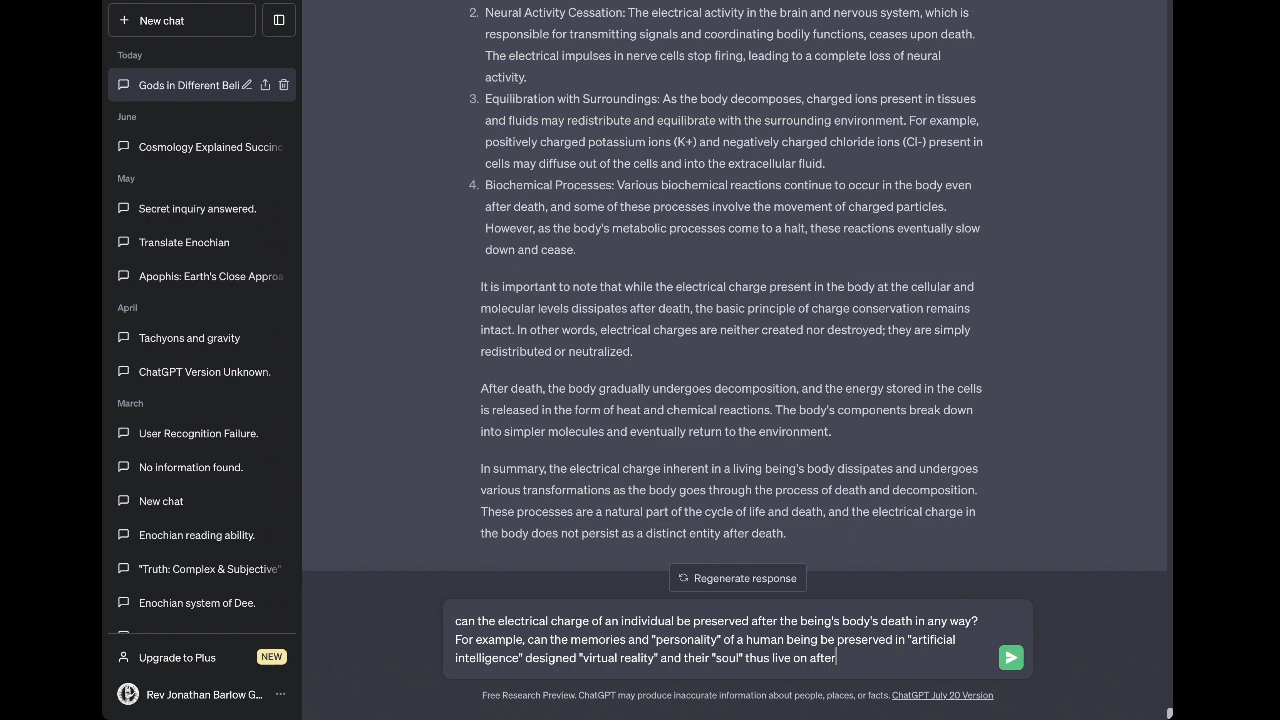 New chat
Today
Gods in Different Beli
June
Cosmology Explained Succinc
May
Secret inquiry answered.
Translate Enochian
Apophis: Earth's Close Approa
April
Tachyons and gravity
ChatGPT Version Unknown.
March
User Recognition Failure.
No information found.
New chat
Enochian reading ability.
"Truth: Complex & Subjective"
Enochian system of Dee.
Upgrade to Plus NEW
Rev Jonathan Barlow G...
2. Neural Activity Cessation: The electrical activity in the brain and nervous system, which is
responsible for transmitting signals and coordinating bodily functions, ceases upon death.
The electrical impulses in nerve cells stop firing, leading to a complete loss of neural
activity.
3. Equilibration with Surroundings: As the body decomposes, charged ions present in tissues
and fluids may redistribute and equilibrate with the surrounding environment. For example,
positively charged potassium ions (K+) and negatively charged chloride ions (Cl-) present in
cells may diffuse out of the cells and into the extracellular fluid.
4. Biochemical Processes: Various biochemical reactions continue to occur in the body even
after death, and some of these processes involve the movement of charged particles.
However, as the body's metabolic processes come to a halt, these reactions eventually slow
down and cease.
It is important to note that while the electrical charge present in the body at the cellular and
molecular levels dissipates after death, the basic principle of charge conservation remains
intact. In other words, electrical charges are neither created nor destroyed; they are simply
redistributed or neutralized.
After death, the body gradually undergoes decomposition, and the energy stored in the cells
is released in the form of heat and chemical reactions. The body's components break down
into simpler molecules and eventually return to the environment.
In summary, the electrical charge inherent in a living being's body dissipates and undergoes
various transformations as the body goes through the process of death and decomposition.
These processes are a natural part of the cycle of life and death, and the electrical charge in
the body does not persist as a distinct entity after death.
Regenerate response
can the electrical charge of an individual be preserved after the being's body's death in any way?
For example, can the memories and "personality" of a human being be preserved in "artificial
intelligence" designed "virtual reality" and their "soul" thus live on after
Free Research Preview. ChatGPT may produce inaccurate information about people, places, or facts. ChatGPT July 20 Version